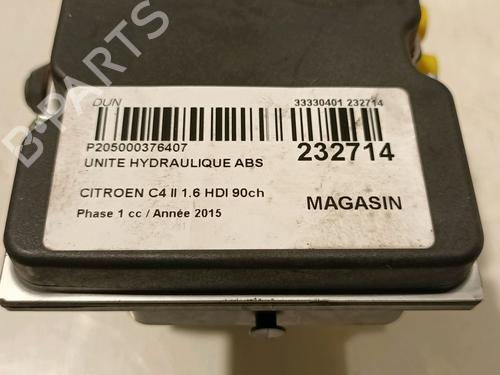 DUN
33330401 232714
P205000376407
UNITE HYDRAULIQUE ABS
232714
CITROEN C4 II 1.6 HDI 90ch
MAGASIN
Phase 1 cc / Année 2015
B-PARTS